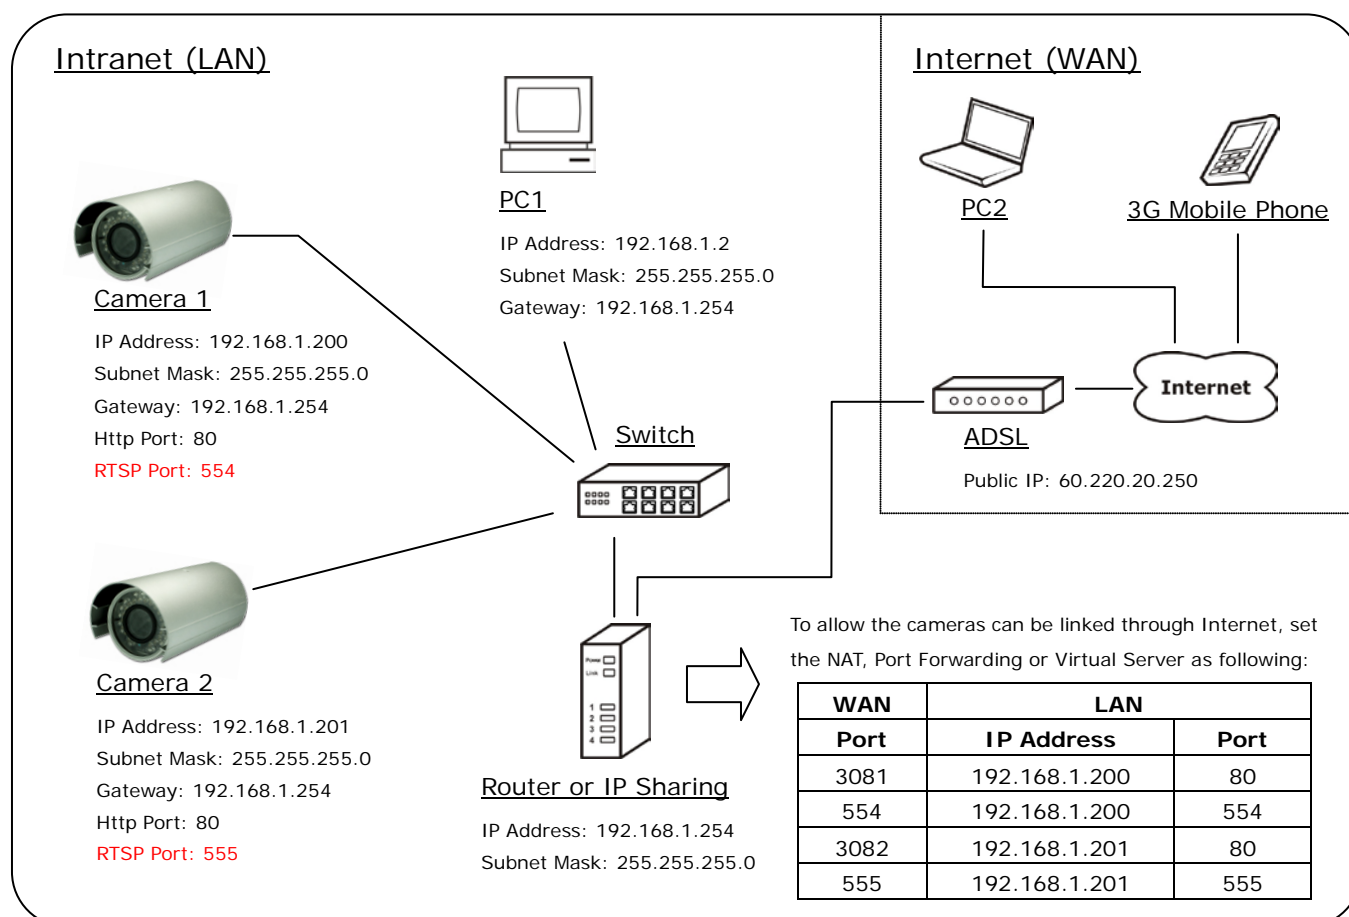 Intranet (LAN)
Internet (WAN)
PC1
IP Address: 192.168.1.2
Subnet Mask: 255.255.255.0
Gateway: 192.168.1.254
PC2
3G Mobile Phone
Camera 1
IP Address: 192.168.1.200
Subnet Mask: 255.255.255.0
Gateway: 192.168.1.254
Http Port: 80
RTSP Port: 554
Internet
ADSL
Public IP: 60.220.20.250
Switch
Camera 2
IP Address: 192.168.1.201
Subnet Mask: 255.255.255.0
Gateway: 192.168.1.254
Http Port: 80
RTSP Port: 555
Power
Link
1
2
3
4
Router or IP Sharing
IP Address: 192.168.1.254
Subnet Mask: 255.255.255.0
To allow the cameras can be linked through Internet, set
the NAT, Port Forwarding or Virtual Server as following:
WAN LAN
Port IP Address Port
3081 192.168.1.200 80
554 192.168.1.200 554
3082 192.168.1.201 80
555 192.168.1.201 555